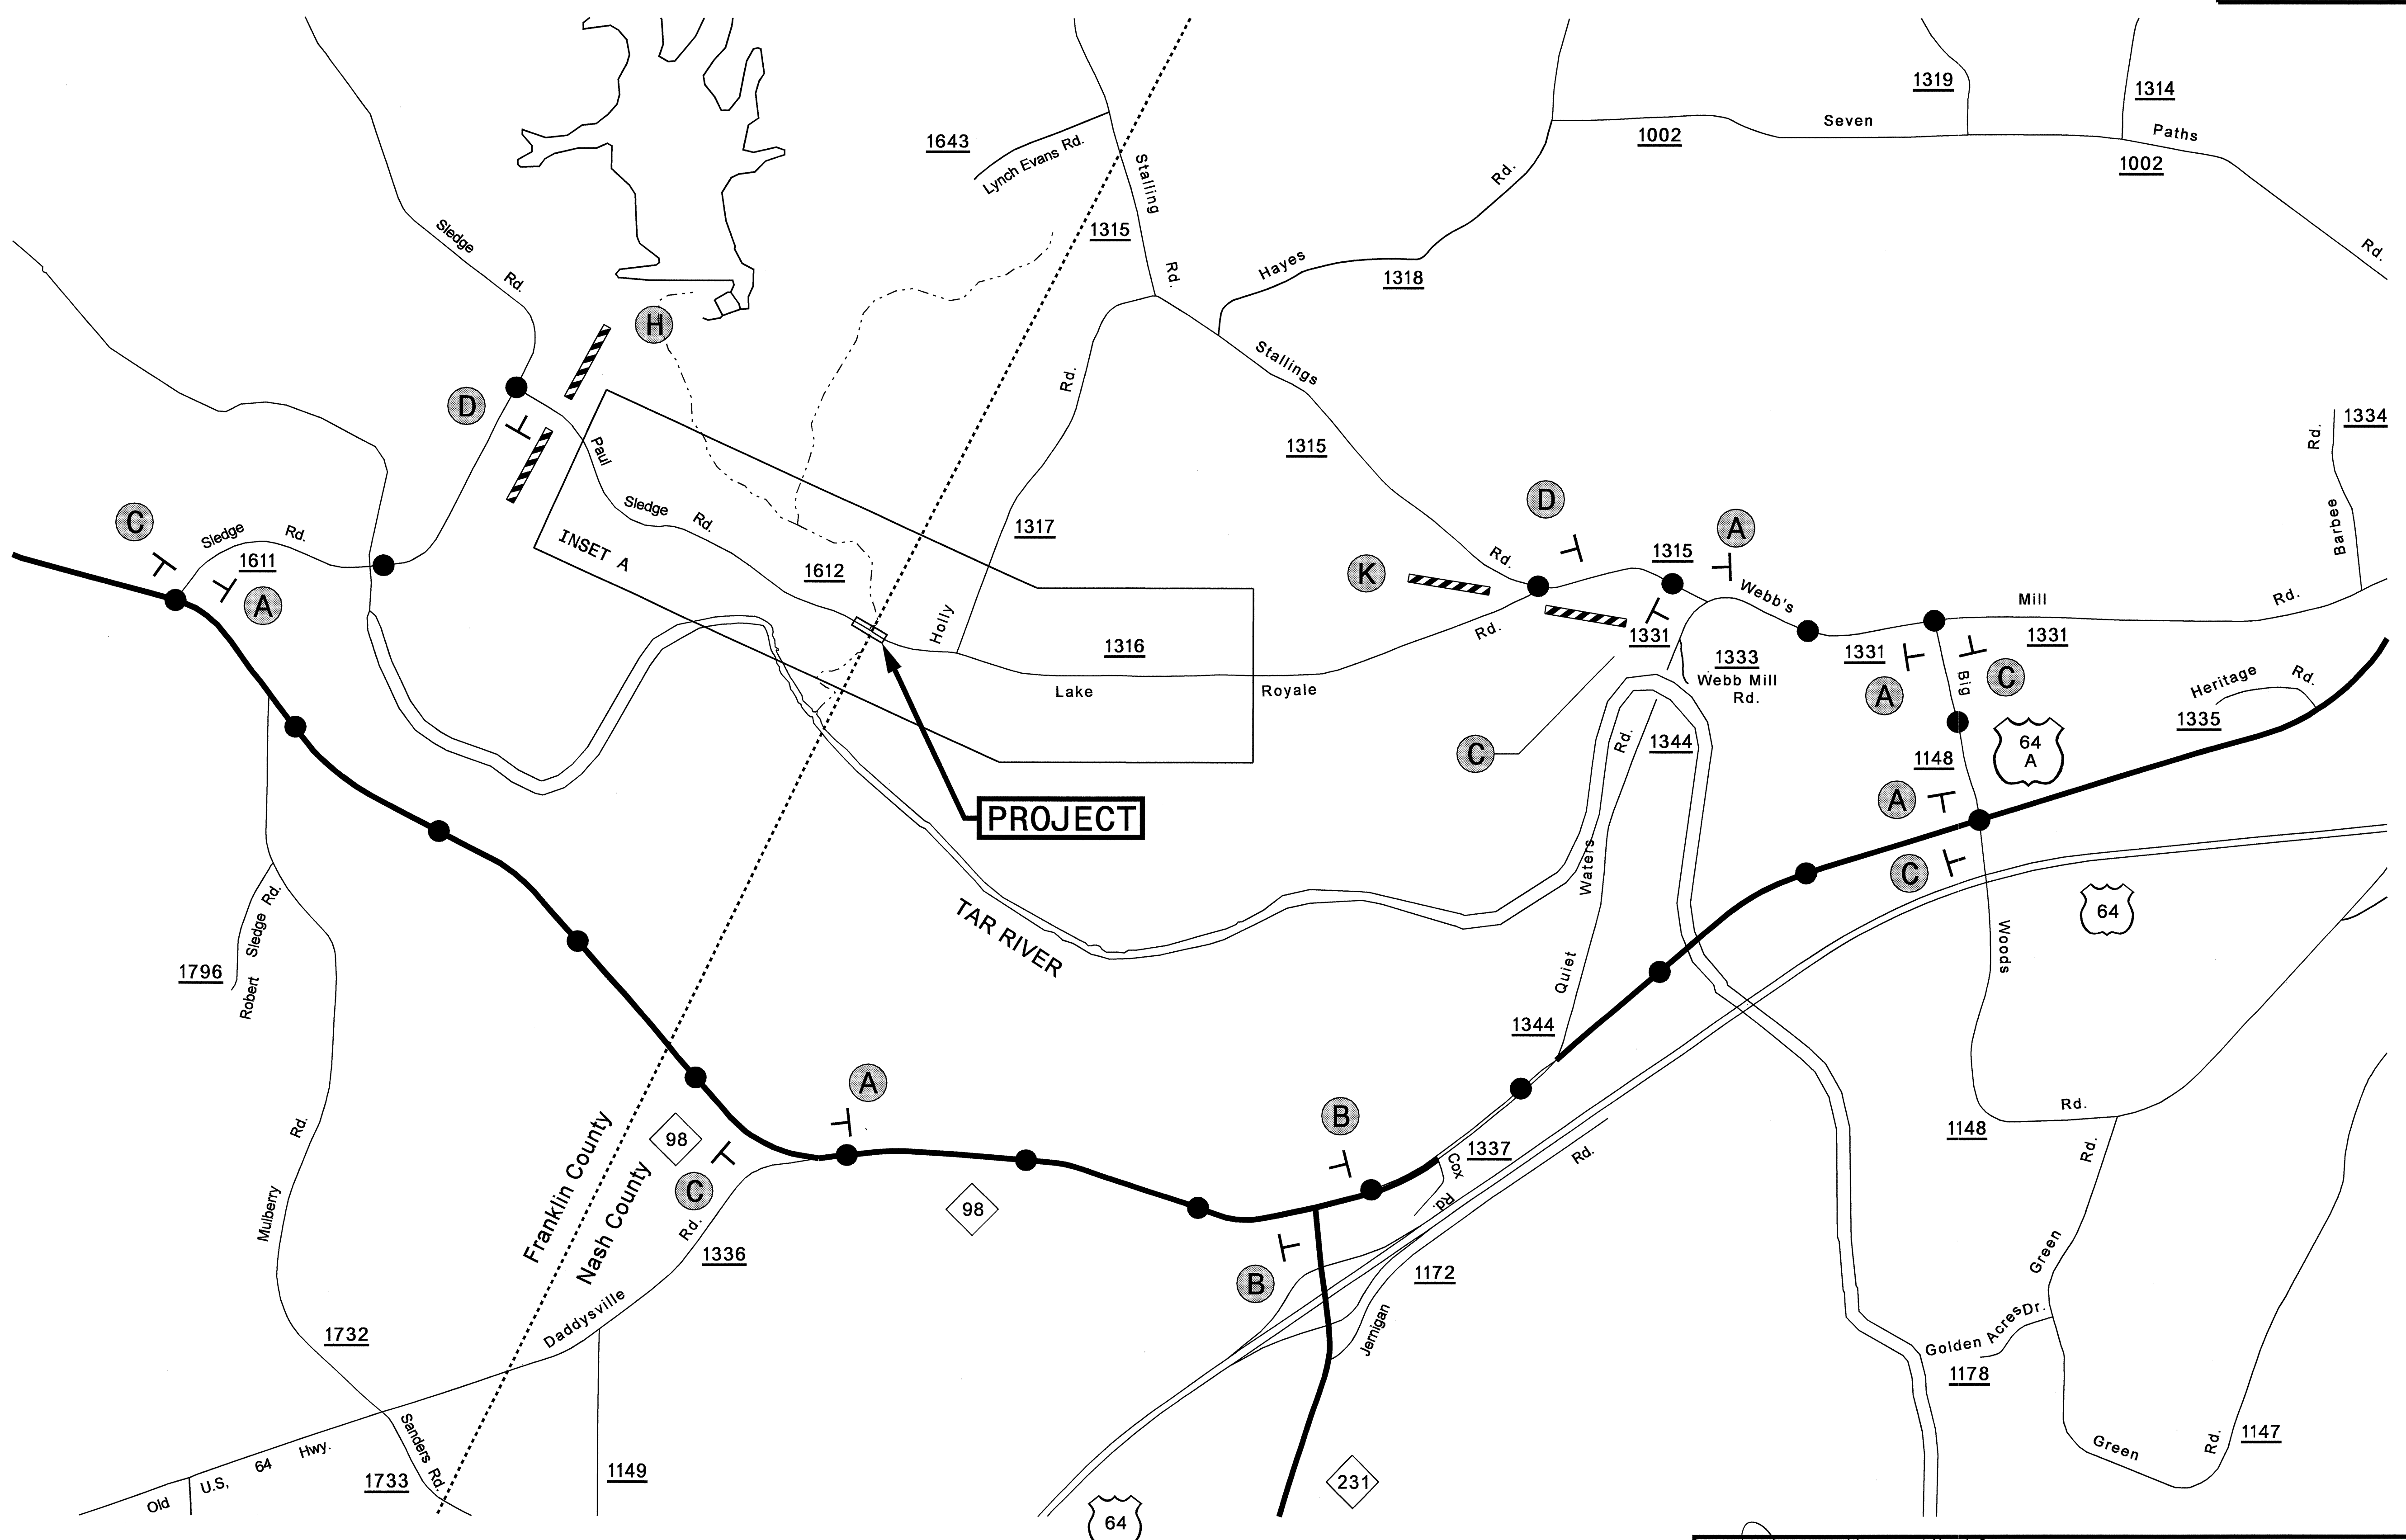 1319
1314
Seven
Paths
1002
1002
1643
Lynch Evans Rd.
Stalling
Rd.
Rd.
1315
Sledge
Rd.
Hayes
1318
Rd.
H
D
Rd.
Stallings
1334
Rd.
Barbee
Paul
1315
C
Sledge
Rd.
1611
A
INSET A
Sledge
Rd.
1612
1317
Holly
D
A
K
Rd.
1315
Webb's
Mill
Rd.
1331
1331
1331
Rd.
1316
Lake
Royale
1333
Webb Mill
Rd.
A
Big
C
Heritage
Rd.
1335
C
Rd.
1344
64
A
1148
A
PROJECT
C
Waters
64
TAR RIVER
Woods
Robert
Sledge
Rd.
1796
Quiet
1344
A
B
98
C
1337
Cox
Rd.
Rd.
Rd.
1148
Rd.
Rd.
Mulberry
Franklin County
Nash County
98
Rd.
1336
B
1172
Jernigan
Green
Daddysville
1732
Golden Acres Dr.
1178
Sanders Rd.
1733
Old
U.S,
64
Hwy.
1149
231
64
Green
Rd.
1147